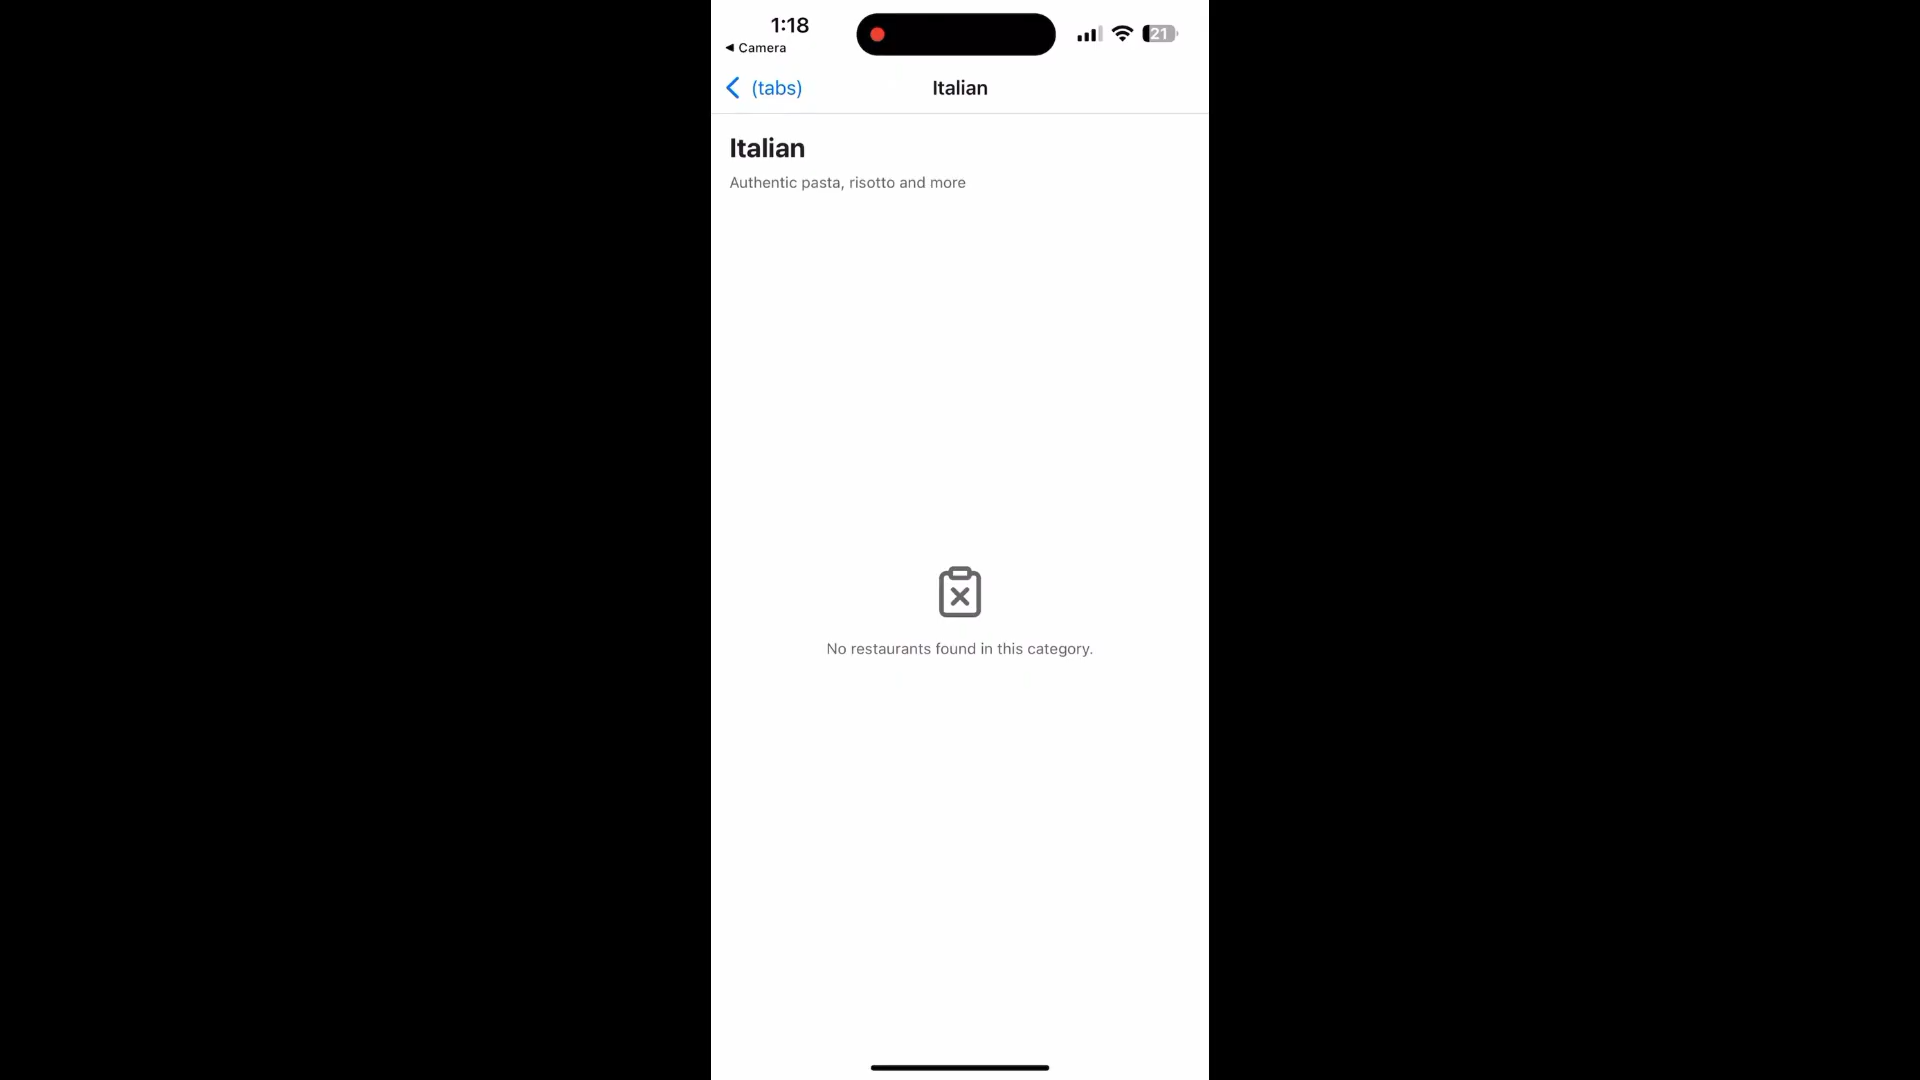 1:18
◀ Camera
21
(tabs)
Italian
Italian
Authentic pasta, risotto and more
No restaurants found in this category.